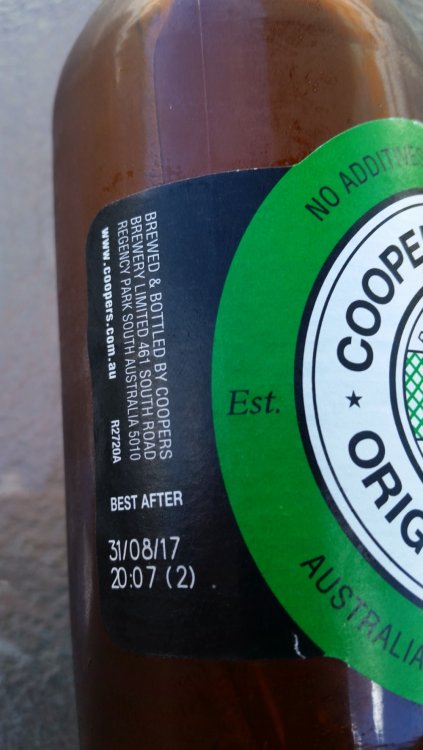 BREWED & BOTTLED BY COOPERS
BREWERY LIMITED 461 SOUTH ROAD
REGENCY PARK SOUTH AUSTRALIA 5010
www.coopers.com.au
R2720A
BEST AFTER
31/08/17
20:07 (2)
NO ADDITIVES
Est.
COOPE
★ ORIG
AUSTRALIA